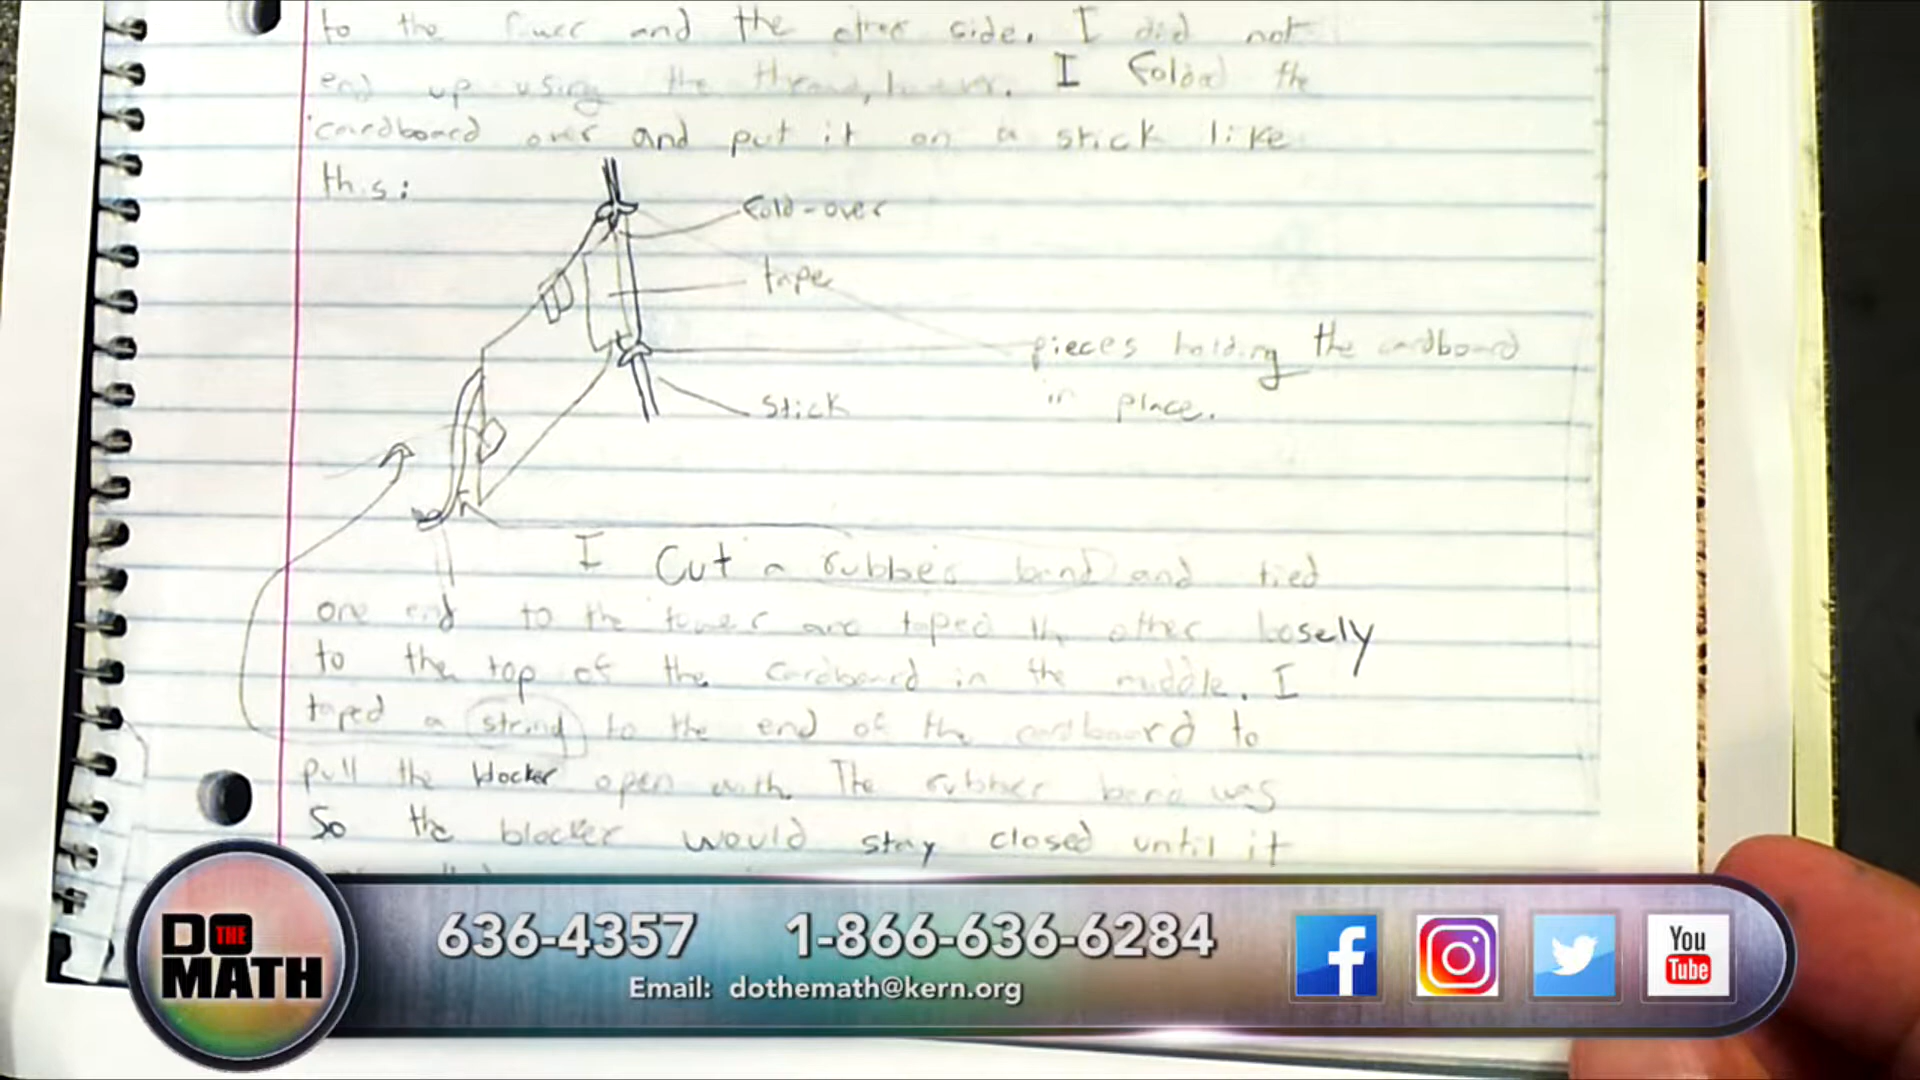 to the and the other side. I did not
end up using the thread, however. I folded the
cardboard over and put it on a stick like
this:
fold-over
tape
pieces holding the cardboard
in place.
stick
I cut a rubber band and tied
one end to the tower and taped the other loosely
to the top of the cardboard in the middle. I
taped a string to the end of the cardboard to
pull the blocker open with. The rubber band was
so the blocker would stay closed until it
DO THE MATH
636-4357 1-866-636-6284
Email: dothemath@kern.org
You Tube